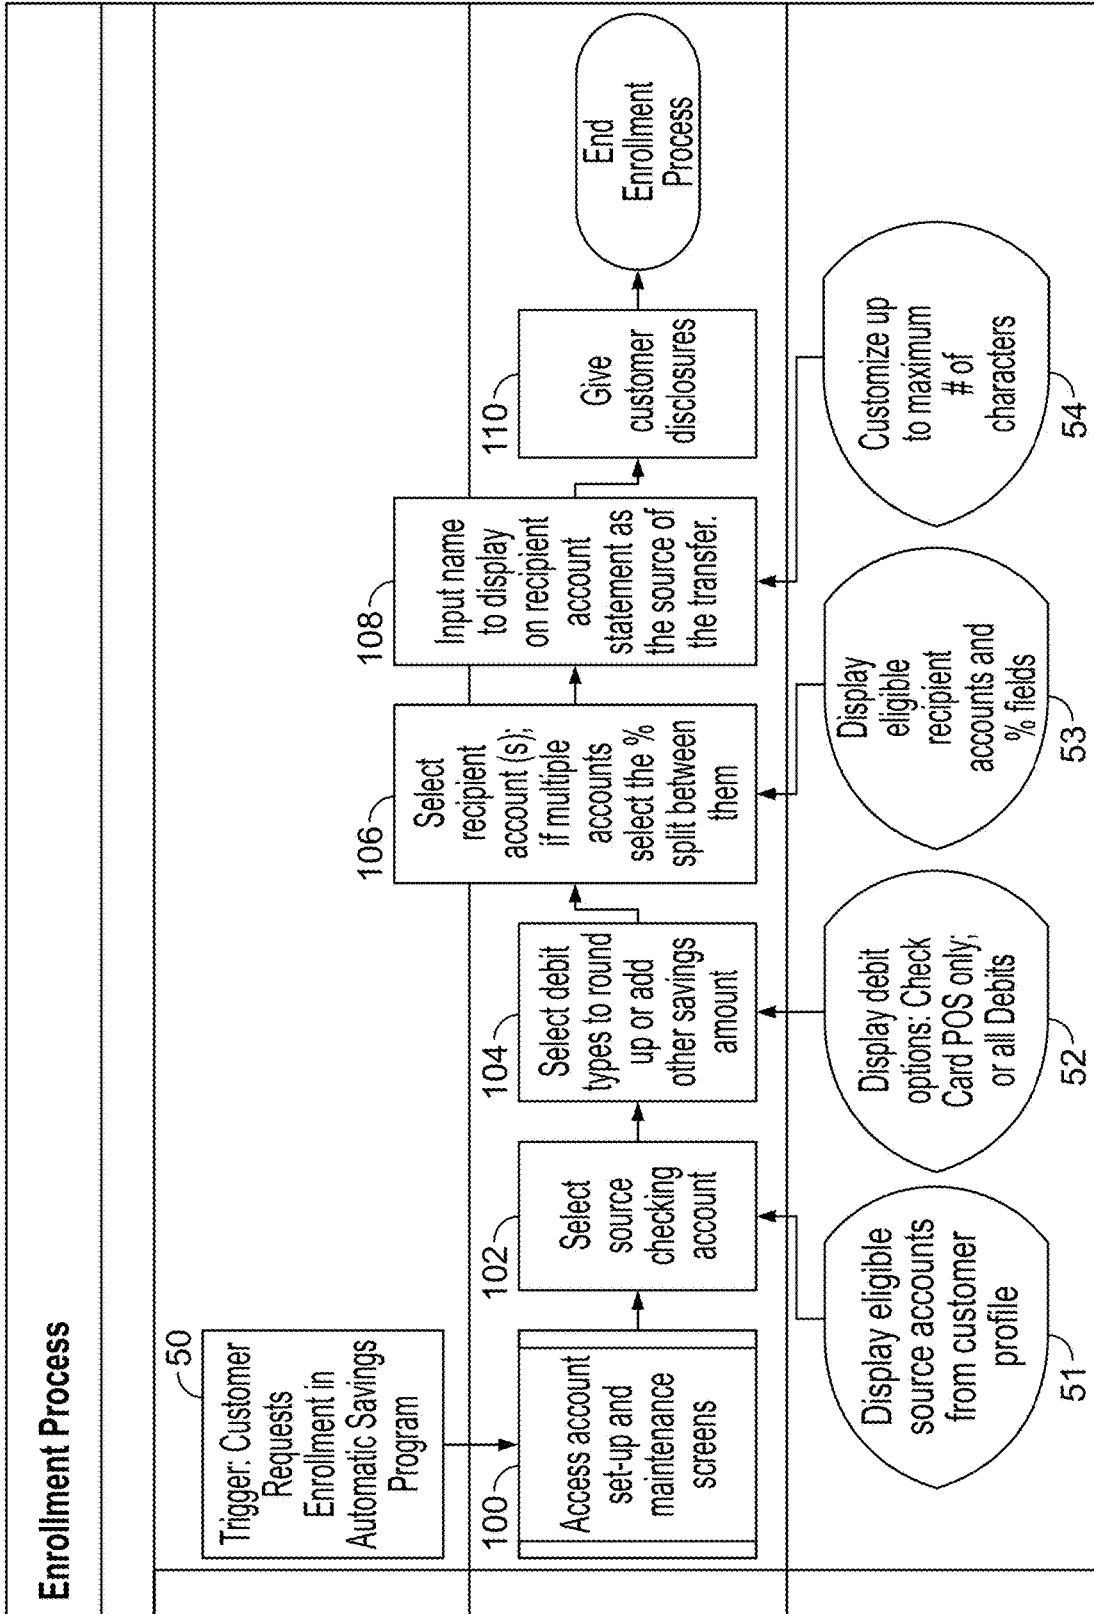 Enrollment Process
50
Trigger: Customer
Requests
Enrollment in
Automatic Savings
Program
100
Access account
set-up and
maintenance
screens
102
Select
source
checking
account
104
Select debit
types to round
up or add
other savings
amount
106
Select
recipient
account (s);
if multiple
accounts
select the %
split between
them
108
Input name
to display
on recipient
account
statement as
the source of
the transfer.
110
Give
customer
disclosures
End
Enrollment
Process
Display eligible
source accounts
from customer
profile
51
Display debit
options: Check
Card POS only;
or all Debits
52
Display
eligible
recipient
accounts and
% fields
53
Customize up
to maximum
# of
characters
54